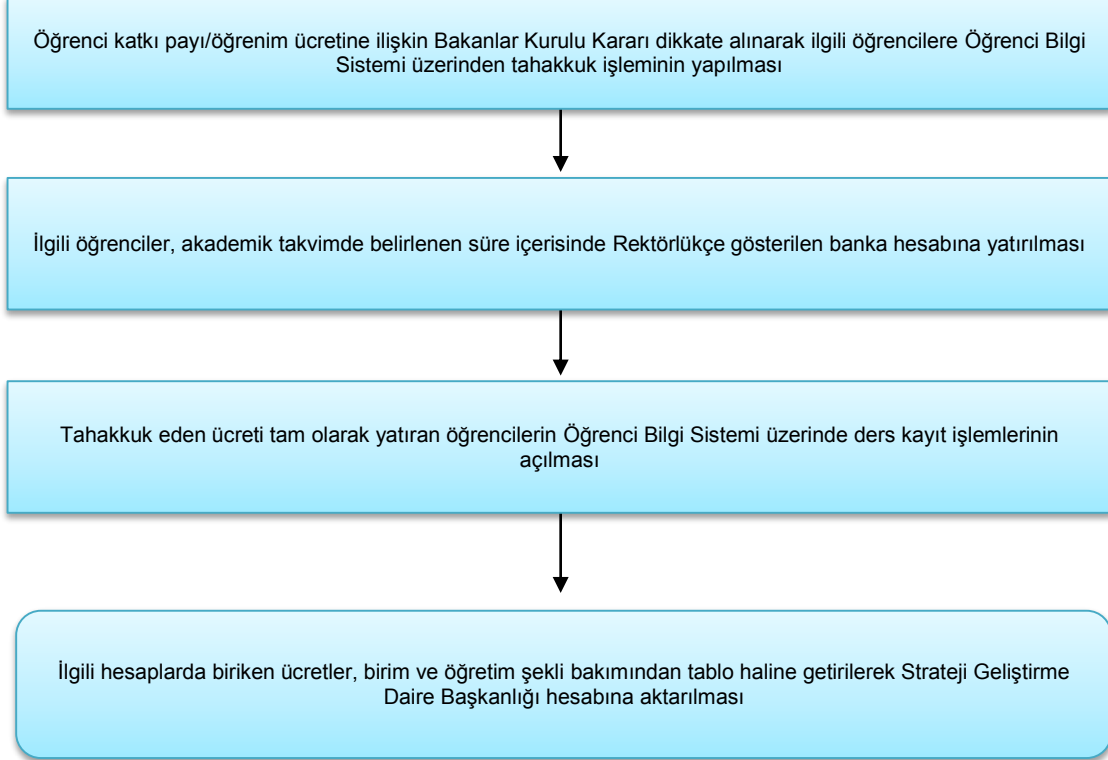 Öğrenci katkı payı/öğrenim ücretine ilişkin Bakanlar Kurulu Kararı dikkate alınarak ilgili öğrencilere Öğrenci Bilgi
Sistemi üzerinden tahakkuk işleminin yapılması
İlgili öğrenciler, akademik takvimde belirlenen süre içerisinde Rektörlükçe gösterilen banka hesabına yatırılması
Tahakkuk eden ücreti tam olarak yatıran öğrencilerin Öğrenci Bilgi Sistemi üzerinde ders kayıt işlemlerinin
açılması
İlgili hesaplarda biriken ücretler, birim ve öğretim şekli bakımından tablo haline getirilerek Strateji Geliştirme
Daire Başkanlığı hesabına aktarılması